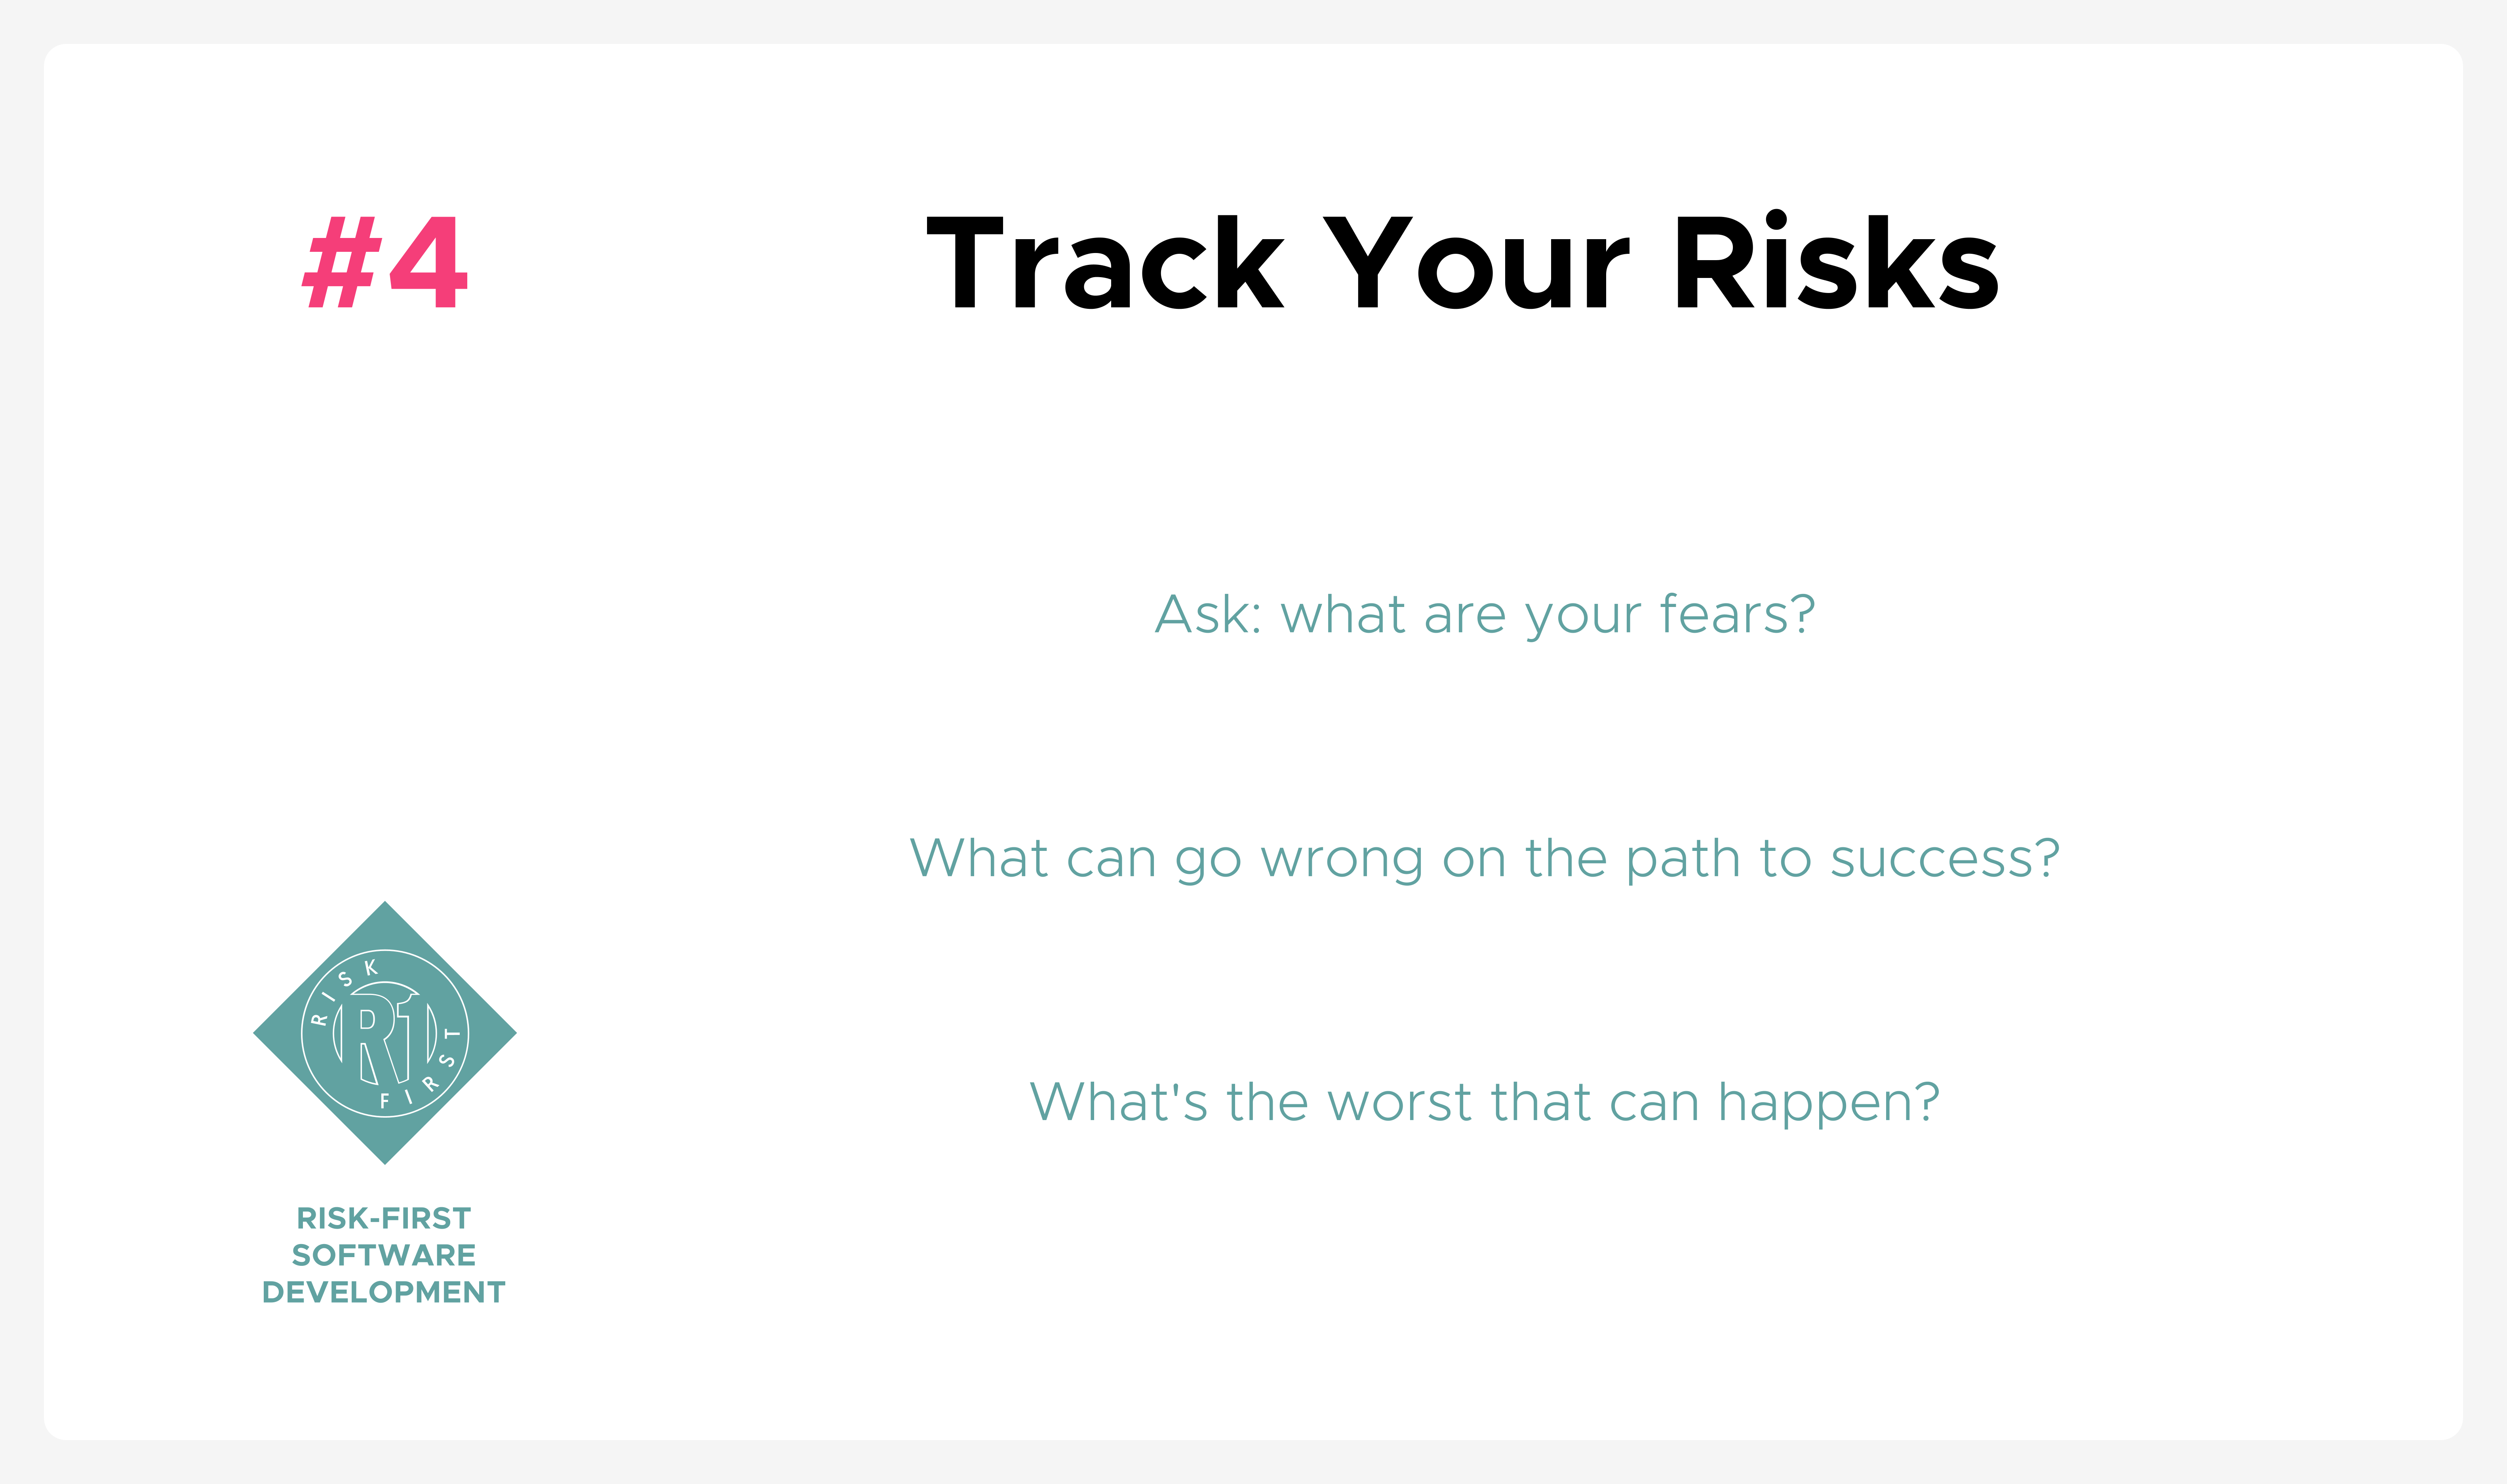 #4
Track Your Risks
Ask: what are your fears?
What can go wrong on the path to success?
What's the worst that can happen?
RISK
R1
FIRST
RISK-FIRST
SOFTWARE
DEVELOPMENT